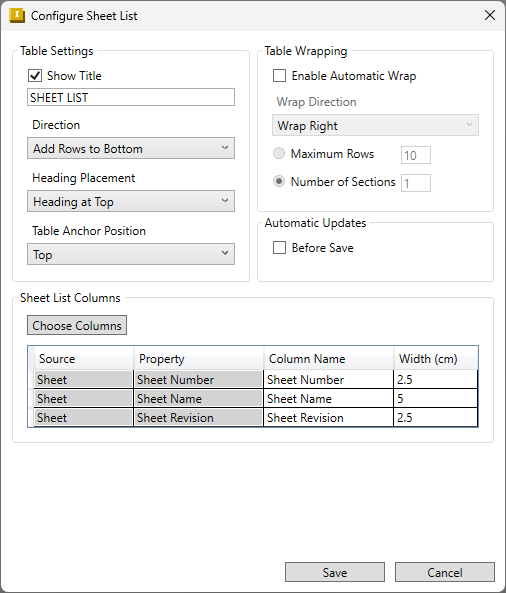 Configure Sheet List
Table Settings
Show Title
SHEET LIST
Direction
Add Rows to Bottom
Heading Placement
Heading at Top
Table Anchor Position
Top
Table Wrapping
Enable Automatic Wrap
Wrap Direction
Wrap Right
Maximum Rows 10
Number of Sections 1
Automatic Updates
Before Save
Sheet List Columns
Choose Columns
Source Property Column Name Width (cm)
Sheet Sheet Number Sheet Number 2.5
Sheet Sheet Name Sheet Name 5
Sheet Sheet Revision Sheet Revision 2.5
Save Cancel